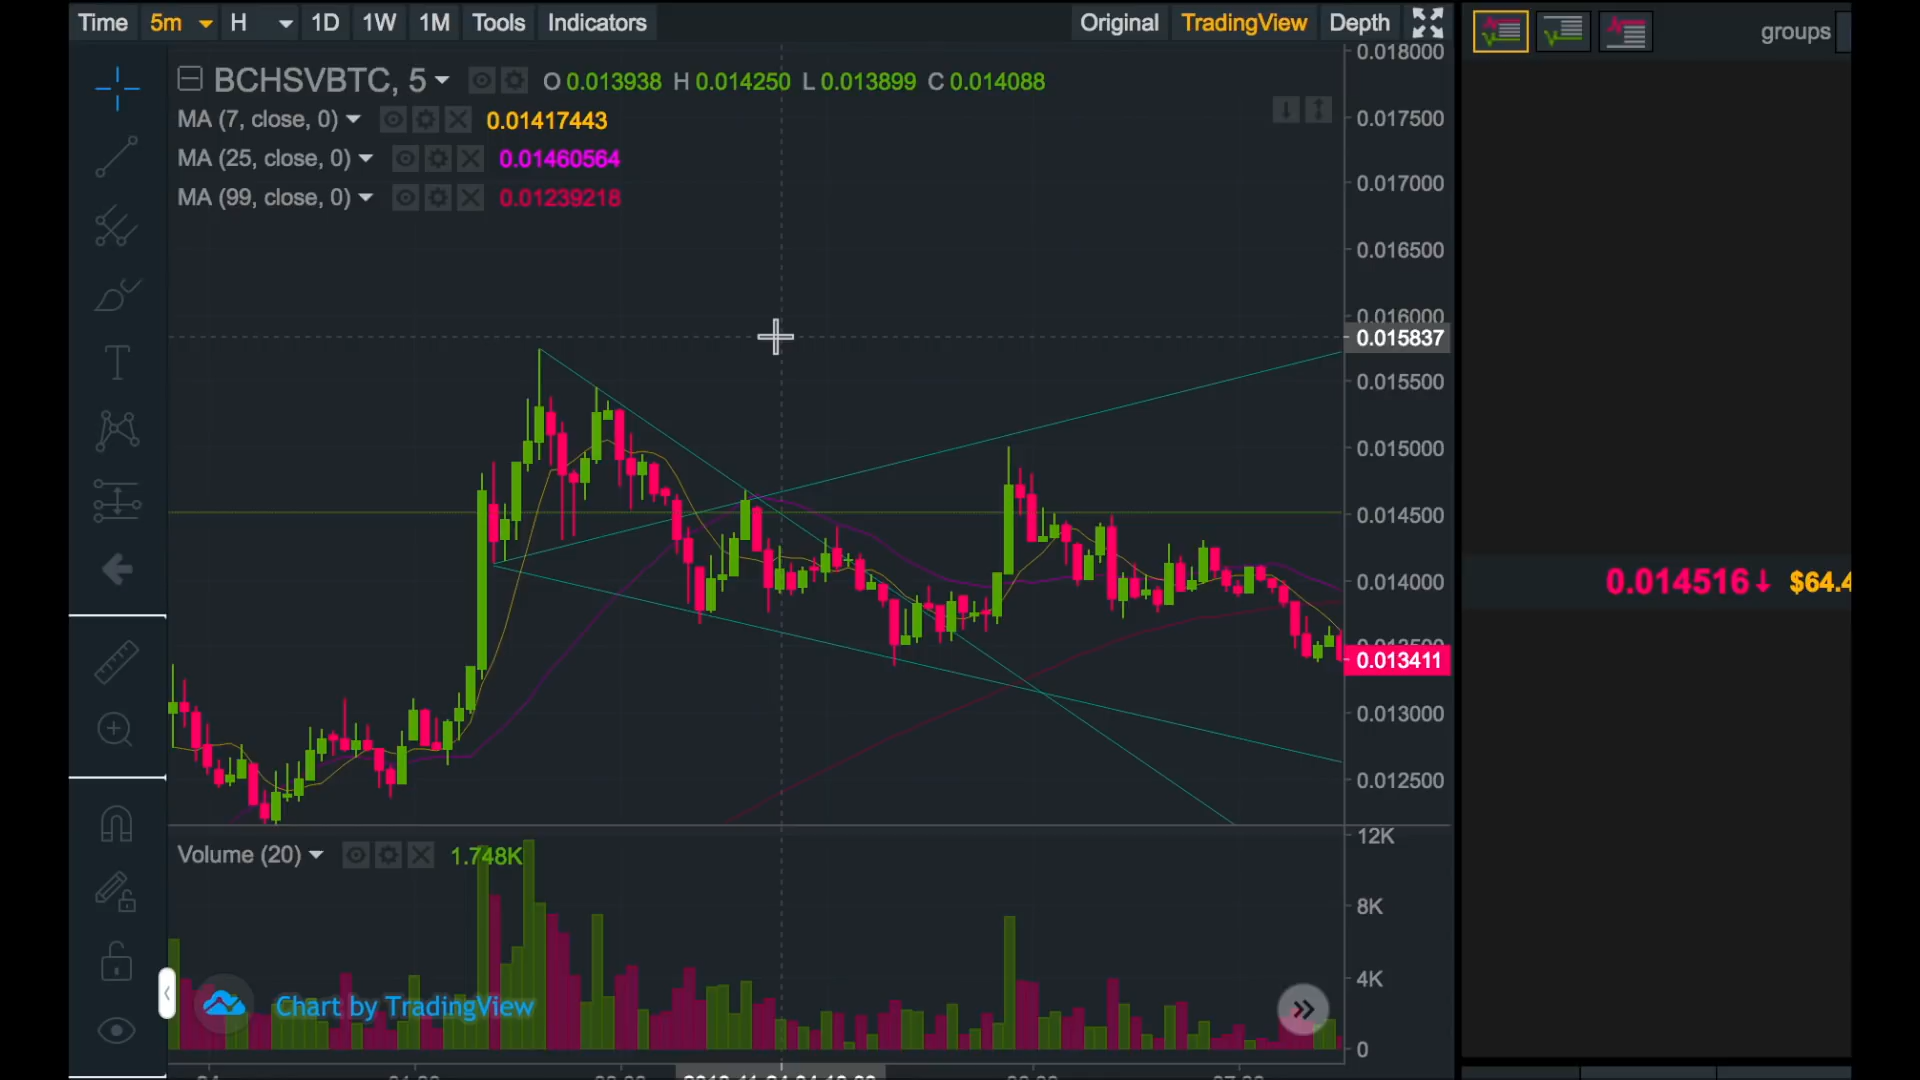 Time 5m H 1D 1W 1M Tools Indicators Original TradingView Depth
groups
BCHSVBTC, 5 O 0.013938 H 0.014250 L 0.013899 C 0.014088
MA (7, close, 0) 0.01417443
MA (25, close, 0) 0.01460564
MA (99, close, 0) 0.01239218
0.018000
0.017500
0.017000
0.016500
0.016000
0.015837
0.015500
0.015000
0.014500
0.014000
0.013500
0.013411
0.013000
0.012500
0.014516↓ $64.4
Volume (20) 1.748K
12K
8K
4K
0
Chart by TradingView